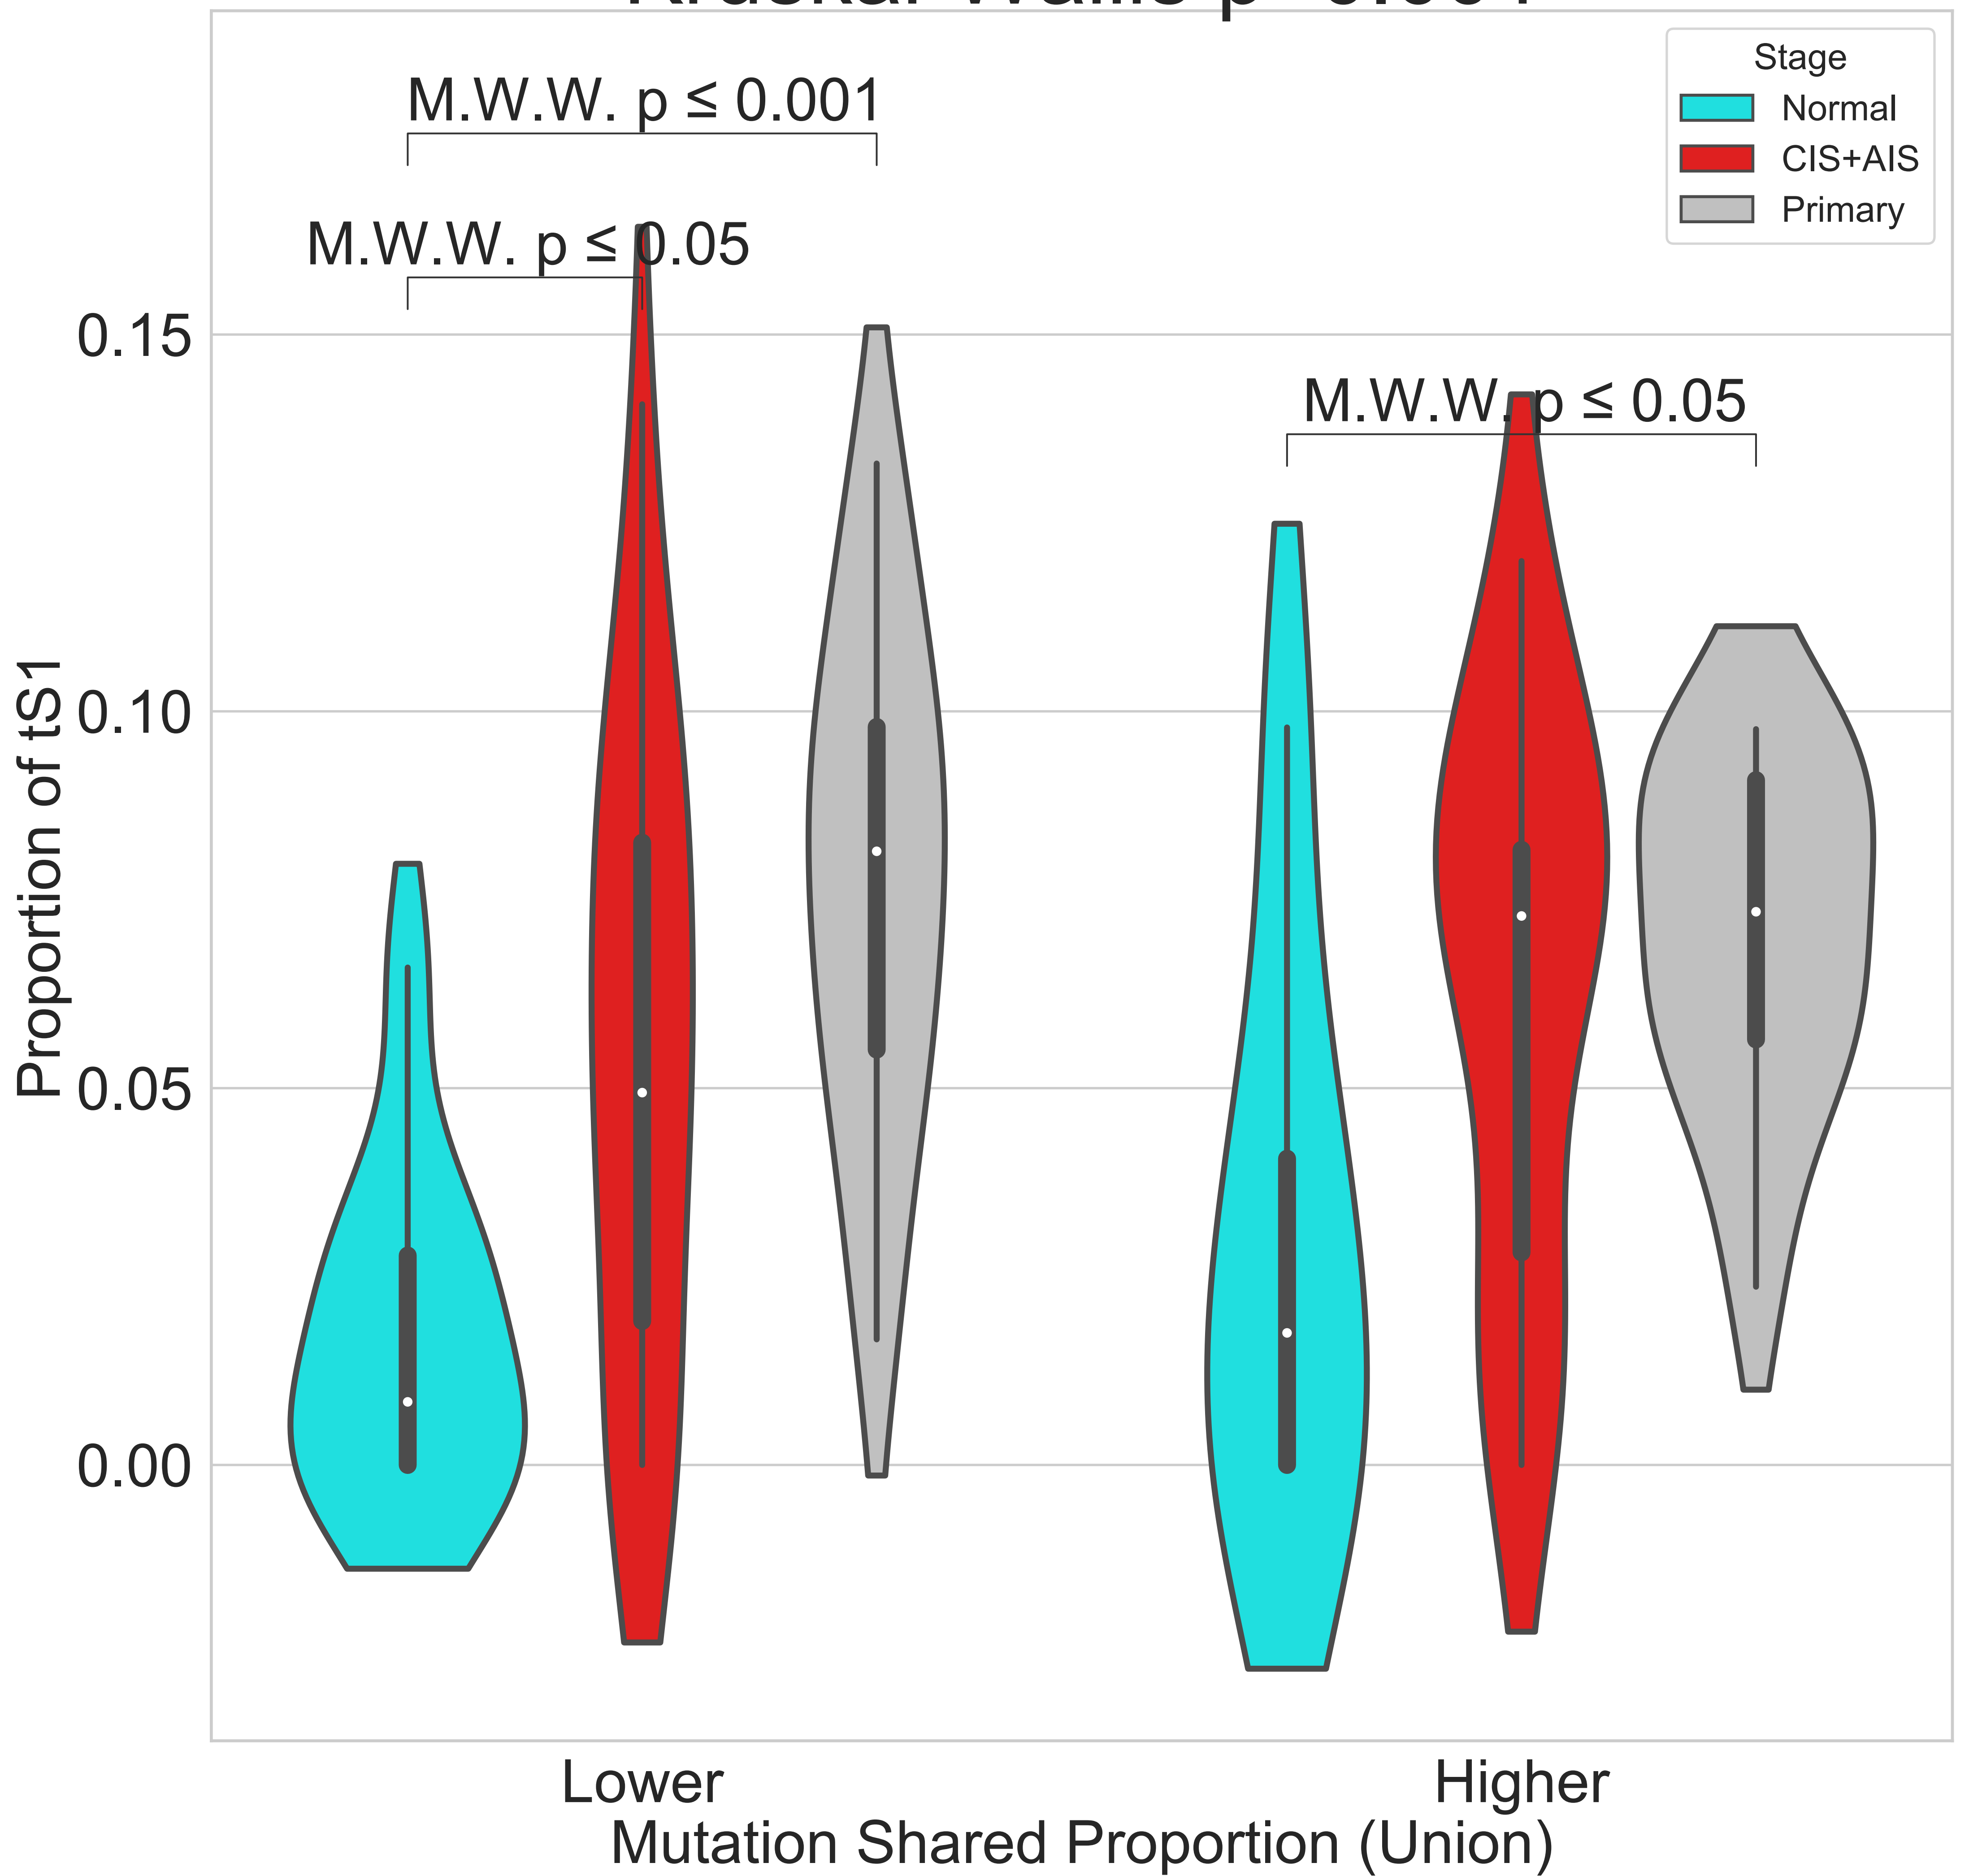 Stage
Normal
CIS+AIS
Primary
M.W.W. p ≤ 0.001
M.W.W. p ≤ 0.05
M.W.W. p ≤ 0.05
0.15
0.10
0.05
0.00
Proportion of tS1
Lower
Higher
Mutation Shared Proportion (Union)